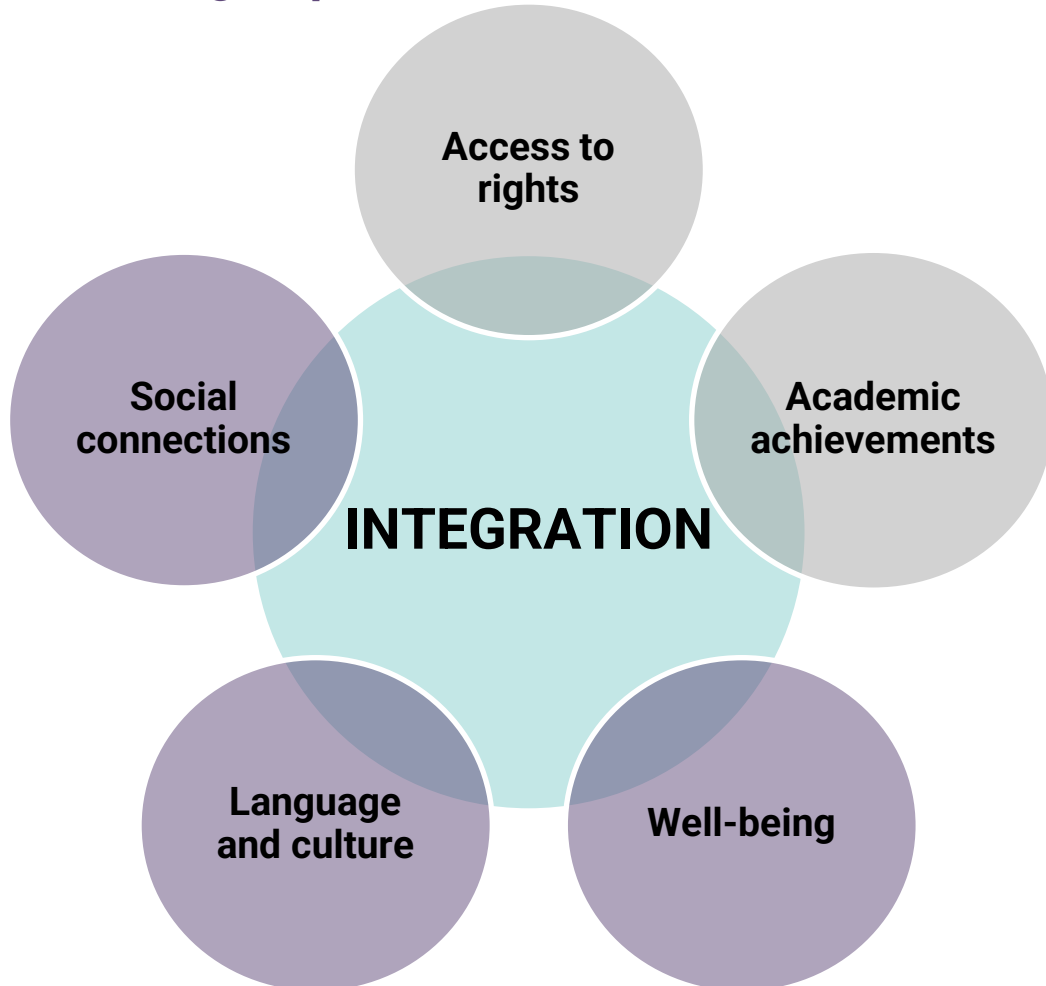 Access to
rights
Social
connections
Academic
achievements
INTEGRATION
Language
and culture
Well-being